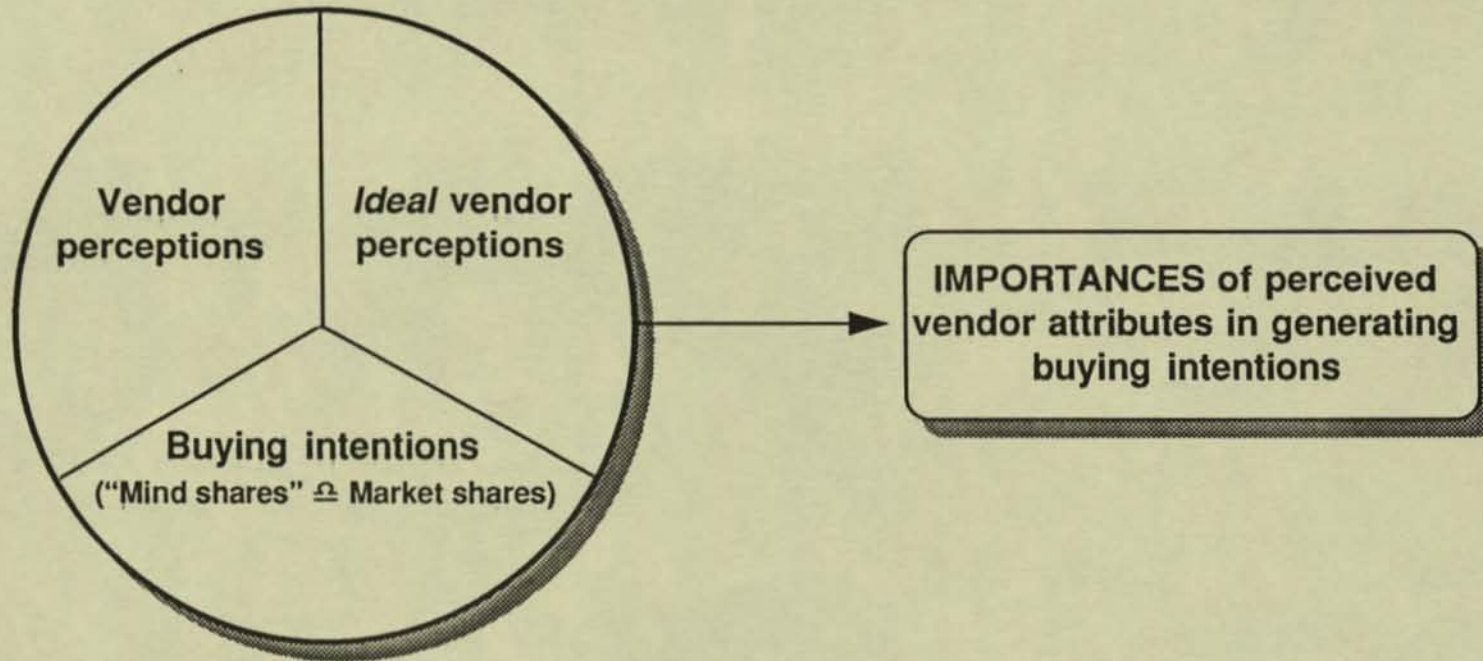 Vendor
perceptions
Ideal vendor
perceptions
Buying intentions
(“Mind shares” ♎ Market shares)
IMPORTANCES of perceived
vendor attributes in generating
buying intentions